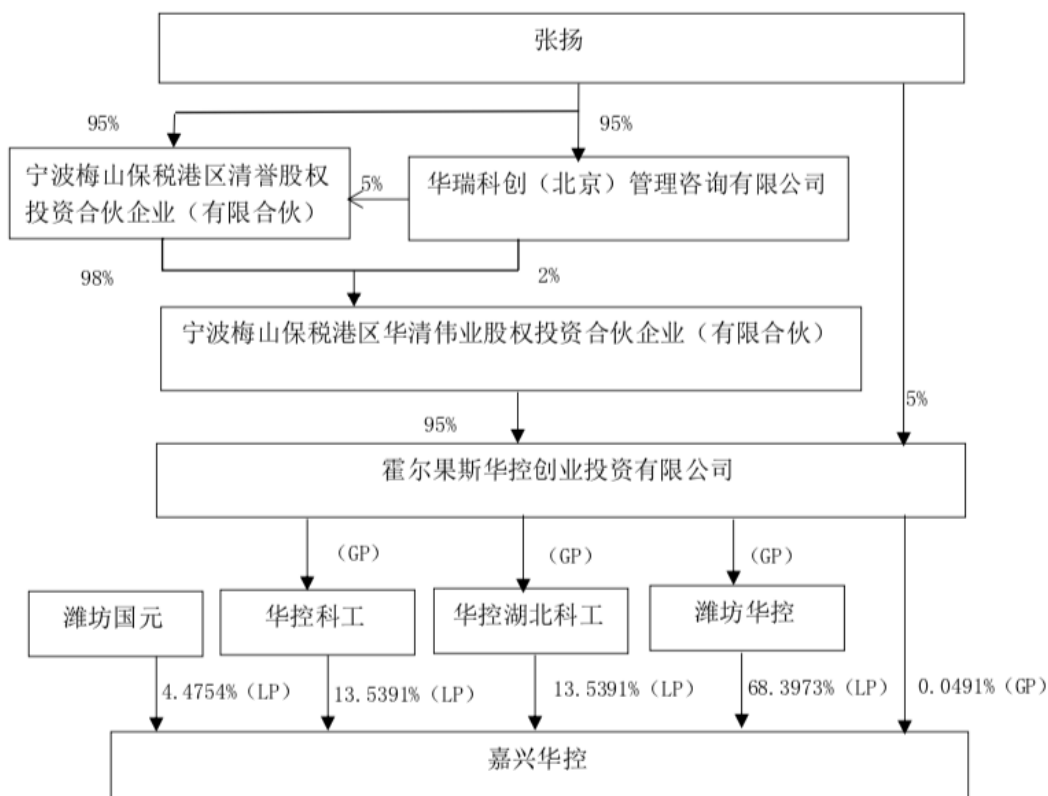 张扬
95%
95%
宁波梅山保税港区清誉股权
投资合伙企业（有限合伙）
5%
华瑞科创（北京）管理咨询有限公司
98%
2%
宁波梅山保税港区华清伟业股权投资合伙企业（有限合伙）
95%
5%
霍尔果斯华控创业投资有限公司
（GP）
（GP）
（GP）
潍坊国元
华控科工
华控湖北科工
潍坊华控
4.4754%（LP）
13.5391%（LP）
13.5391%（LP）
68.3973%（LP）
0.0491%（GP）
嘉兴华控